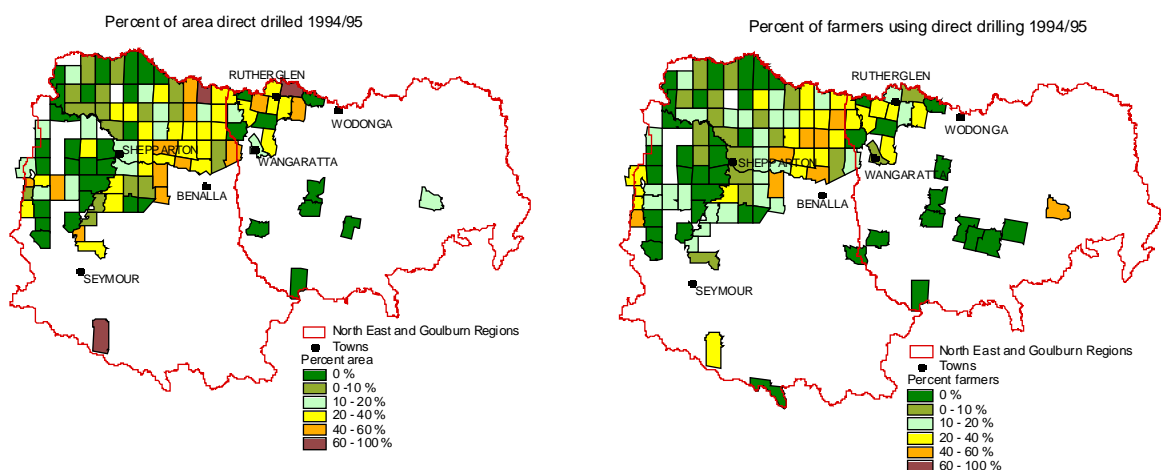 Percent of area direct drilled 1994/95
RUTHERGLEN
WODONGA
SHEPPARTON
WANGARATTA
BENALLA
SEYMOUR
North East and Goulburn Regions
Towns
Percent area
0 %
0 -10 %
10 - 20 %
20 - 40 %
40 - 60 %
60 - 100 %
Percent of farmers using direct drilling 1994/95
RUTHERGLEN
WODONGA
SHEPPARTON
WANGARATTA
BENALLA
SEYMOUR
North East and Goulburn Regions
Towns
Percent farmers
0 %
0 - 10 %
10 - 20 %
20 - 40 %
40 - 60 %
60 - 100 %